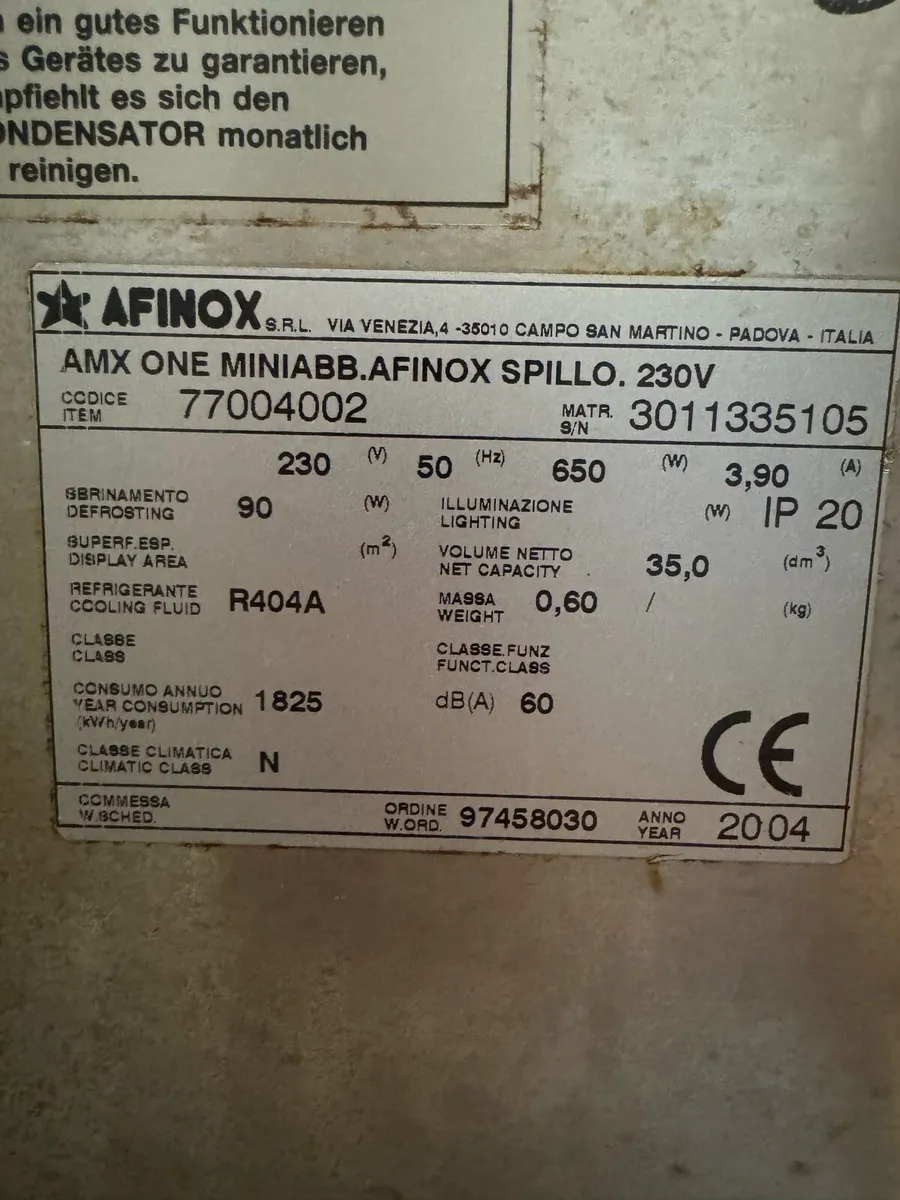 ein gutes Funktionieren
Gerätes zu garantieren,
es sich den
monatlich
reinigen.
AFINOX S.R.L. VIA VENEZIA,4 -35010 CAMPO SAN MARTINO - PADOVA - ITALIA
AMX ONE MINIABB.AFINOX SPILLO. 230V
CODICE 77004002 MATR. 3011335105
ITEM S/N
230 (V) 50 (Hz) 650 (W) 3,90 (A)
SBRINAMENTO 90 (W) ILLUMINAZIONE (W) IP 20
DEFROSTING LIGHTING
SUPERF.ESP. (m²) VOLUME NETTO 35,0 (dm³)
DISPLAY AREA NET CAPACITY
REFRIGERANTE R404A MASSA 0,60 / (kg)
COOLING FLUID WEIGHT
CLASSE CLASSE.FUNZ
CLASS FUNCT.CLASS
CONSUMO ANNUO 1825 dB(A) 60
YEAR CONSUMPTION
(kWh/year)
CE
CLASSE CLIMATICA N
CLIMATIC CLASS
COMMESSA ORDINE 97458030 ANNO 2004
W.SCHED. W.ORD. YEAR